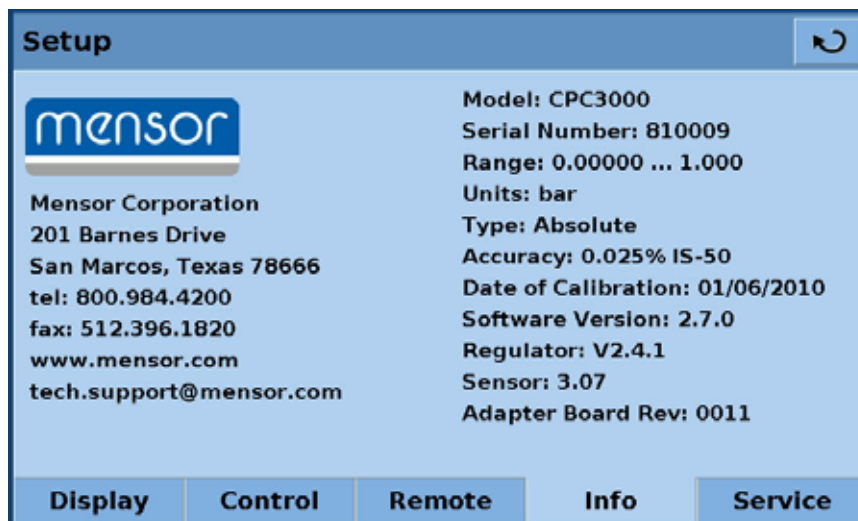 Setup
mensor
Mensor Corporation
201 Barnes Drive
San Marcos, Texas 78666
tel: 800.984.4200
fax: 512.396.1820
www.mensor.com
tech.support@mensor.com
Model: CPC3000
Serial Number: 810009
Range: 0.00000 ... 1.000
Units: bar
Type: Absolute
Accuracy: 0.025% IS-50
Date of Calibration: 01/06/2010
Software Version: 2.7.0
Regulator: V2.4.1
Sensor: 3.07
Adapter Board Rev: 0011
Display Control Remote Info Service